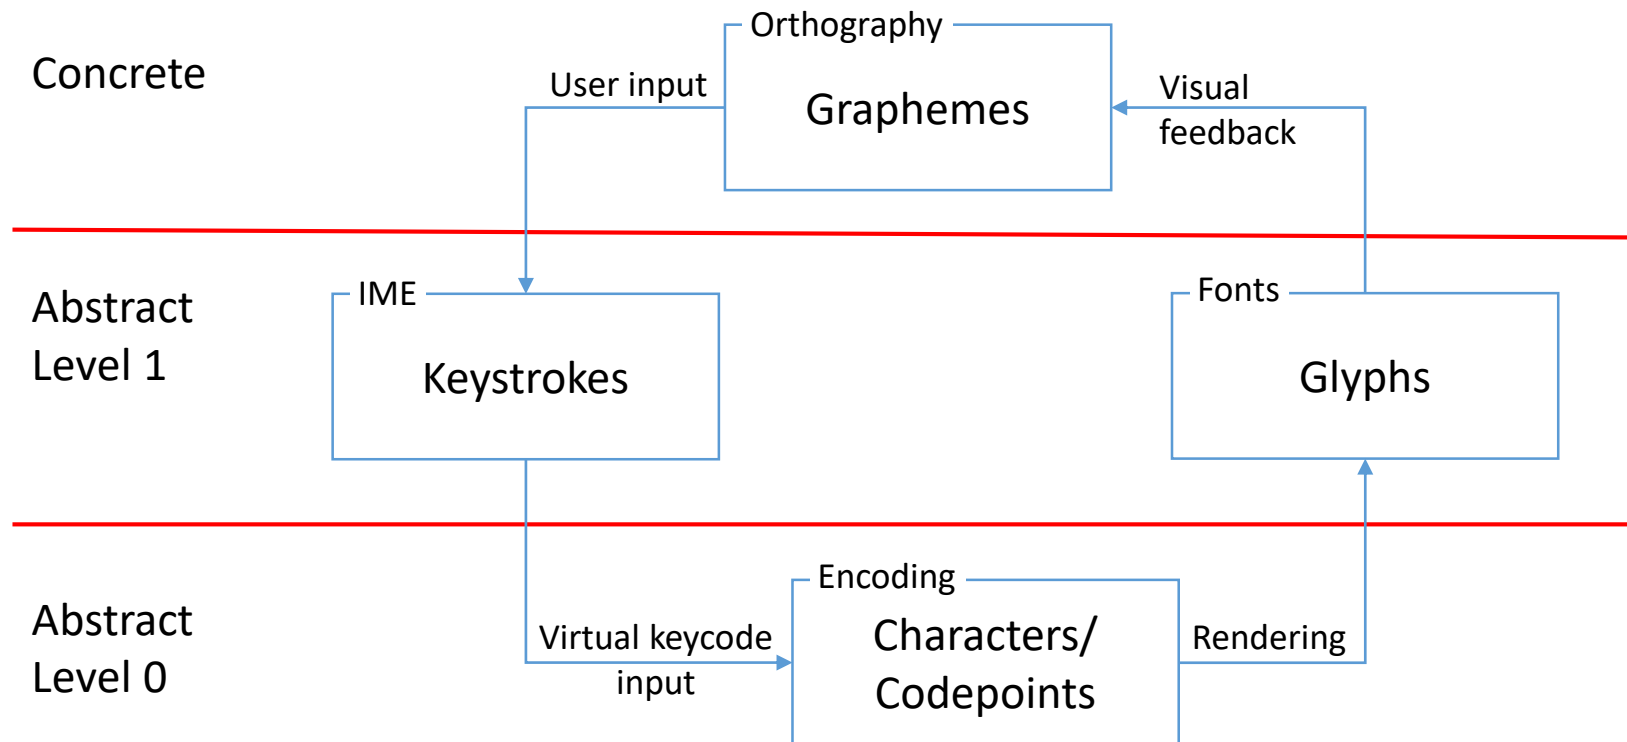 Orthography
Concrete
User input
Graphemes
Visual
feedback
IME
Fonts
Abstract
Level 1
Keystrokes
Glyphs
Encoding
Abstract
Level 0
Virtual keycode
input
Characters/
Codepoints
Rendering